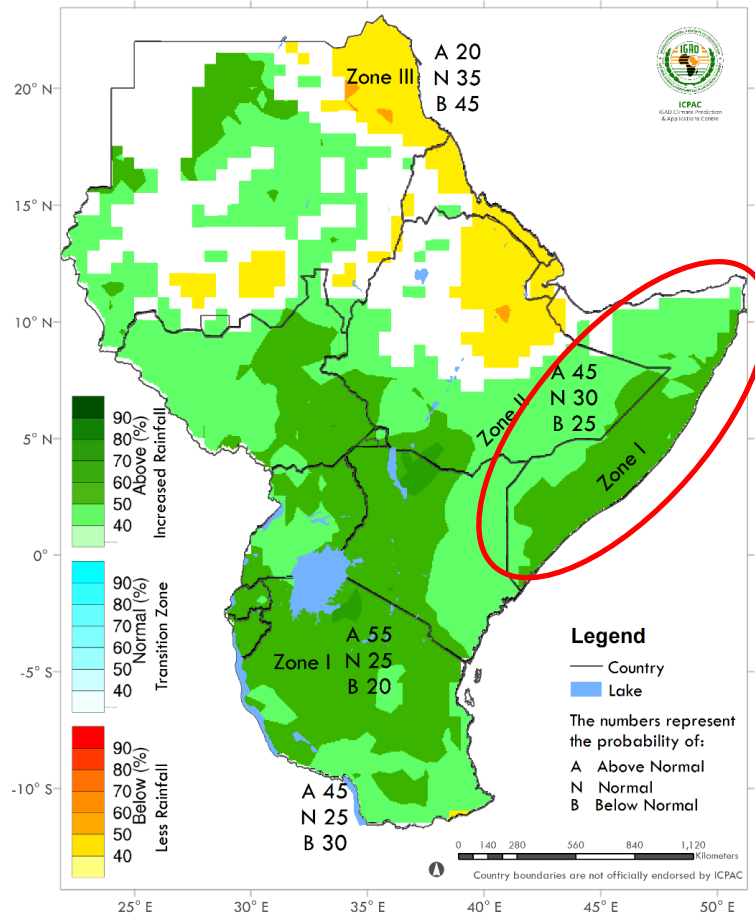 IGAD
ICPAC
IGAD Climate Prediction
& Applications Centre
Zone III
A 20
N 35
B 45
20° N
15° N
10° N
5° N
0°
-5° S
-10° S
A 45
N 30
B 25
Zone II
Zone I
90
80
70
60
50
40
Above (%)
Increased Rainfall
90
80
70
60
50
40
Normal (%)
Transition Zone
90
80
70
60
50
40
Below (%)
Less Rainfall
Zone I
A 55
N 25
B 20
A 45
N 25
B 30
Legend
Country
Lake
The numbers represent
the probability of:
A Above Normal
N Normal
B Below Normal
0 140 280 560 840 1,120
Kilometers
Country boundaries are not officially endorsed by ICPAC
25° E 30° E 35° E 40° E 45° E 50° E